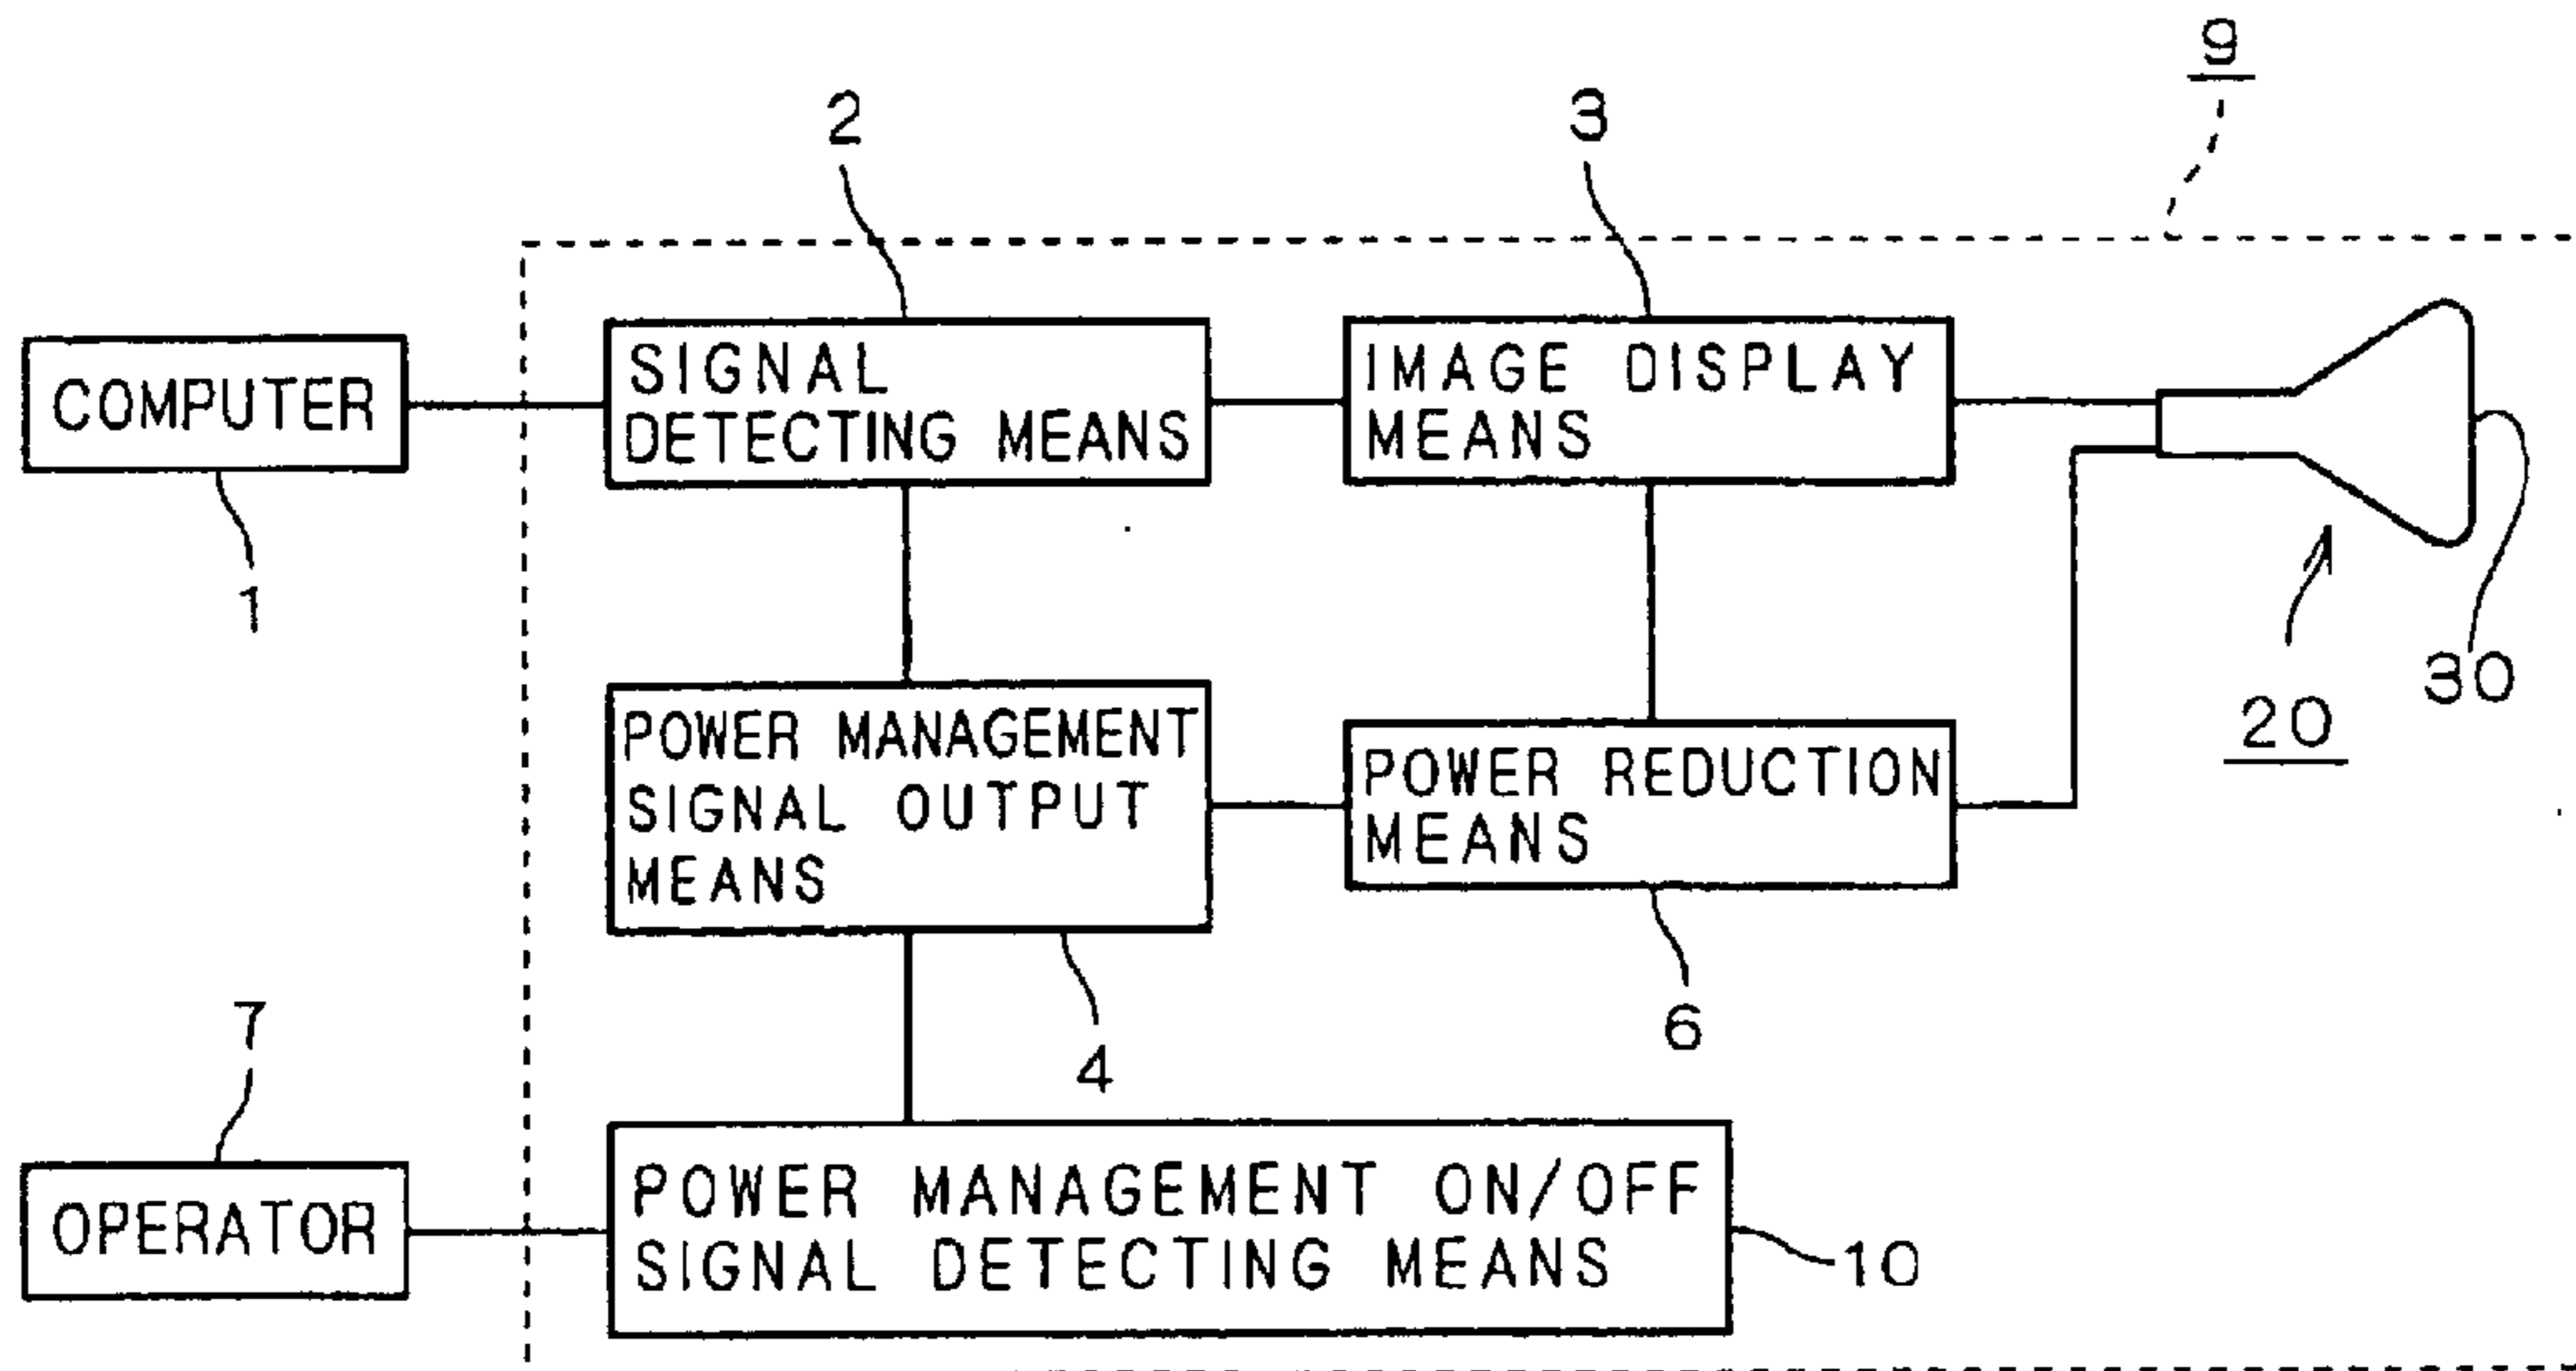 9
2
3
COMPUTER
1
SIGNAL
DETECTING MEANS
IMAGE DISPLAY
MEANS
30
20
POWER MANAGEMENT
SIGNAL OUTPUT
MEANS
4
POWER REDUCTION
MEANS
6
7
OPERATOR
POWER MANAGEMENT ON/OFF
SIGNAL DETECTING MEANS
10